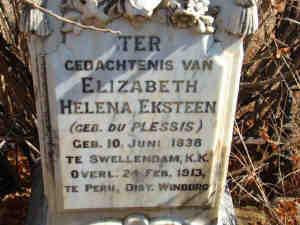 TER
GEDACHTENIS VAN
ELIZABETH
HELENA EKSTEEN
(GEB. DU PLESSIS)
GEB. 10 JUNI 1838
TE SWELLENDAM, K.K.
OVERL. 24 FEB. 1913,
TE PERU, DIST. WINBURG